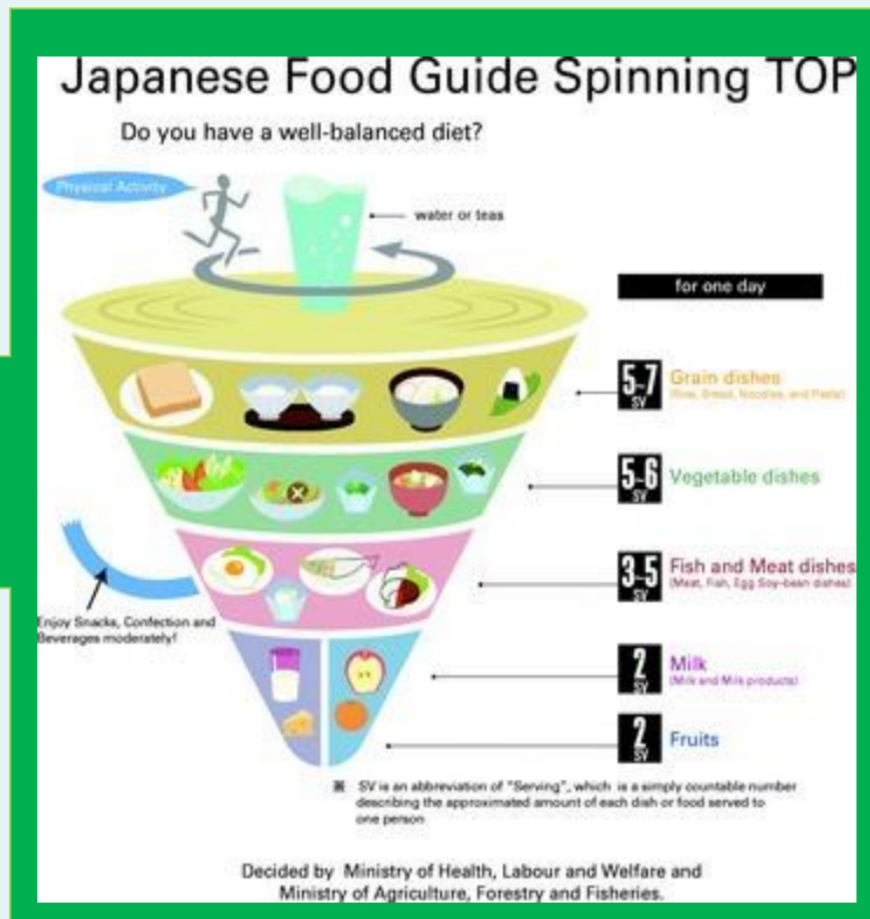 Japanese Food Guide Spinning TOP
Do you have a well-balanced diet?
Physical Activity
water or teas
for one day
5~7
SV
Grain dishes
(Rice, Bread, Noodles, and Pasta)
5~6
SV
Vegetable dishes
3~5
SV
Fish and Meat dishes
(Meat, Fish, Egg Soy-bean dishes)
Enjoy Snacks, Confection and
Beverages moderately!
2
SV
Milk
(Milk and Milk products)
2
SV
Fruits
※ SV is an abbreviation of "Serving", which is a simply countable number
describing the approximated amount of each dish or food served to
one person
Decided by Ministry of Health, Labour and Welfare and
Ministry of Agriculture, Forestry and Fisheries.